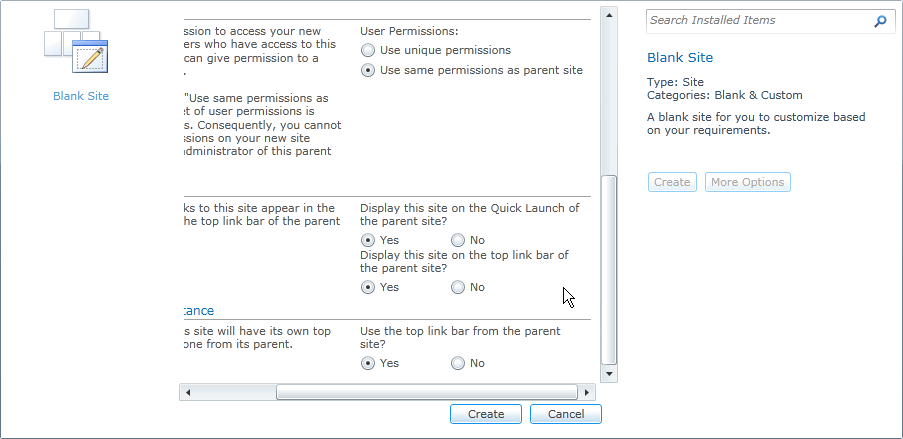 Blank Site
ssion to access your new
ers who have access to this
can give permission to a
.
"Use same permissions as
et of user permissions is
s. Consequently, you cannot
ssions on your new site
administrator of this parent
User Permissions:
Use unique permissions
Use same permissions as parent site
ks to this site appear in the
the top link bar of the parent
Display this site on the Quick Launch of
the parent site?
Yes No
Display this site on the top link bar of
the parent site?
Yes No
tance
s site will have its own top
one from its parent.
Use the top link bar from the parent
site?
Yes No
Create Cancel
Search Installed Items
Blank Site
Type: Site
Categories: Blank & Custom
A blank site for you to customize based
on your requirements.
Create More Options